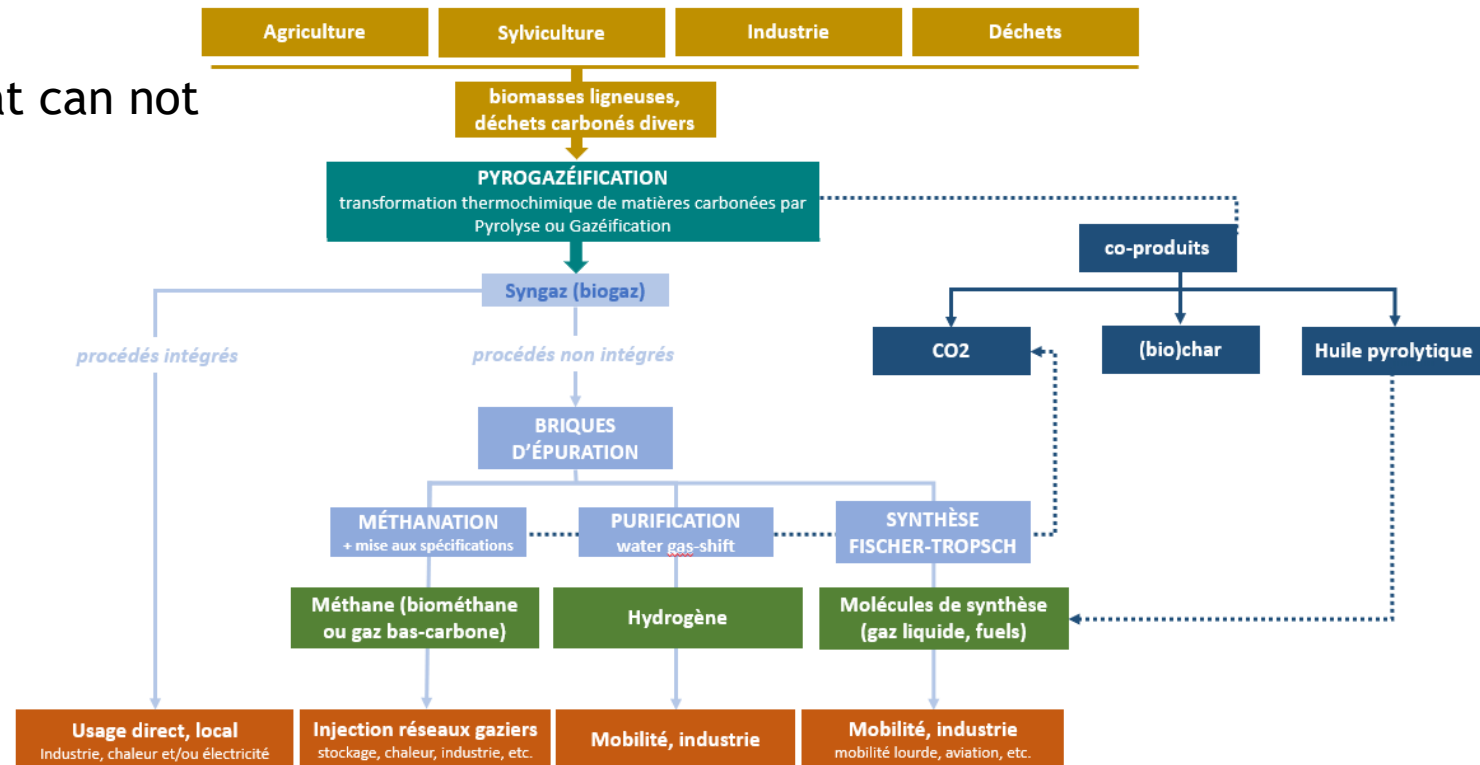 Agriculture
Sylviculture
Industrie
Déchets
at can not
biomasses ligneuses,
déchets carbonés divers
PYROGAZÉIFICATION
transformation thermochimique de matières carbonées par
Pyrolyse ou Gazéification
co-produits
Syngaz (biogaz)
procédés intégrés
procédés non intégrés
CO2
(bio)char
Huile pyrolytique
BRIQUES
D'ÉPURATION
MÉTHANATION
+ mise aux spécifications
PURIFICATION
water gas-shift
SYNTHÈSE
FISCHER-TROPSCH
Méthane (biométhane
ou gaz bas-carbone)
Hydrogène
Molécules de synthèse
(gaz liquide, fuels)
Usage direct, local
Industrie, chaleur et/ou électricité
Injection réseaux gaziers
stockage, chaleur, industrie, etc.
Mobilité, industrie
Mobilité, industrie
mobilité lourde, aviation, etc.